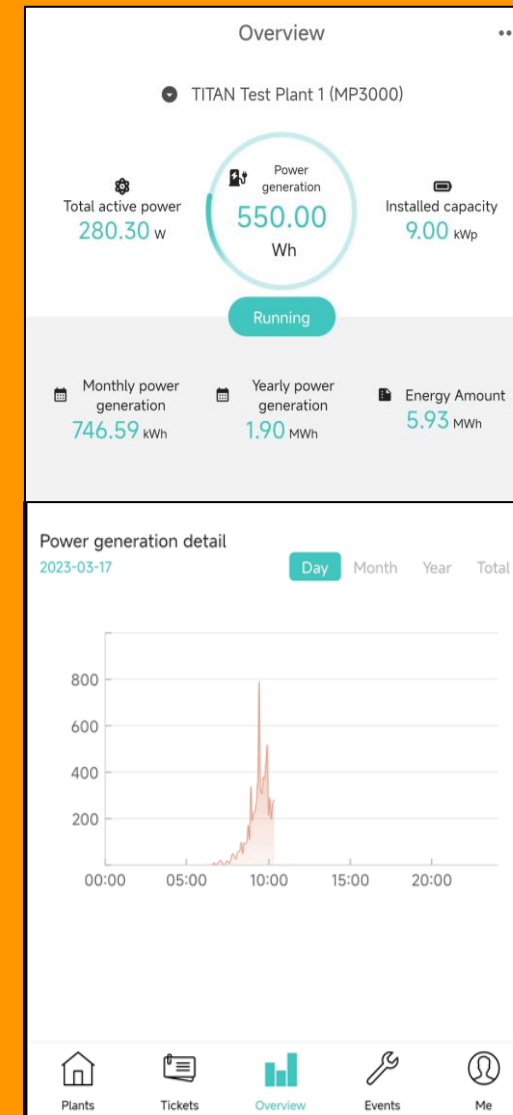 Overview
TITAN Test Plant 1 (MP3000)
Power
generation
550.00
Wh
Total active power
280.30 W
Installed capacity
9.00 kWp
Running
Monthly power
generation
746.59 kWh
Yearly power
generation
1.90 MWh
Energy Amount
5.93 MWh
Power generation detail
2023-03-17
Day Month Year Total
800
600
400
200
00:00 05:00 10:00 15:00 20:00
Plants Tickets Overview Events Me